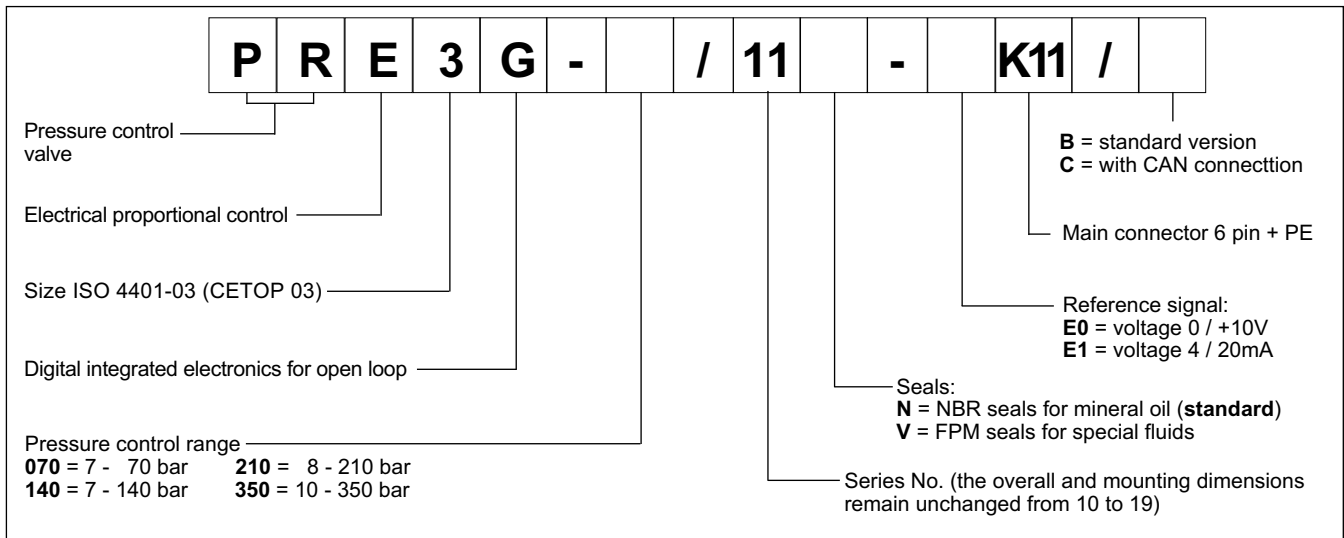 P R E 3 G - / 11 - K11 /
Pressure control
valve
Electrical proportional control
Size ISO 4401-03 (CETOP 03)
Digital integrated electronics for open loop
Pressure control range
070 = 7 - 70 bar 210 = 8 - 210 bar
140 = 7 - 140 bar 350 = 10 - 350 bar
B = standard version
C = with CAN connecttion
Main connector 6 pin + PE
Reference signal:
E0 = voltage 0 / +10V
E1 = voltage 4 / 20mA
Seals:
N = NBR seals for mineral oil (standard)
V = FPM seals for special fluids
Series No. (the overall and mounting dimensions
remain unchanged from 10 to 19)